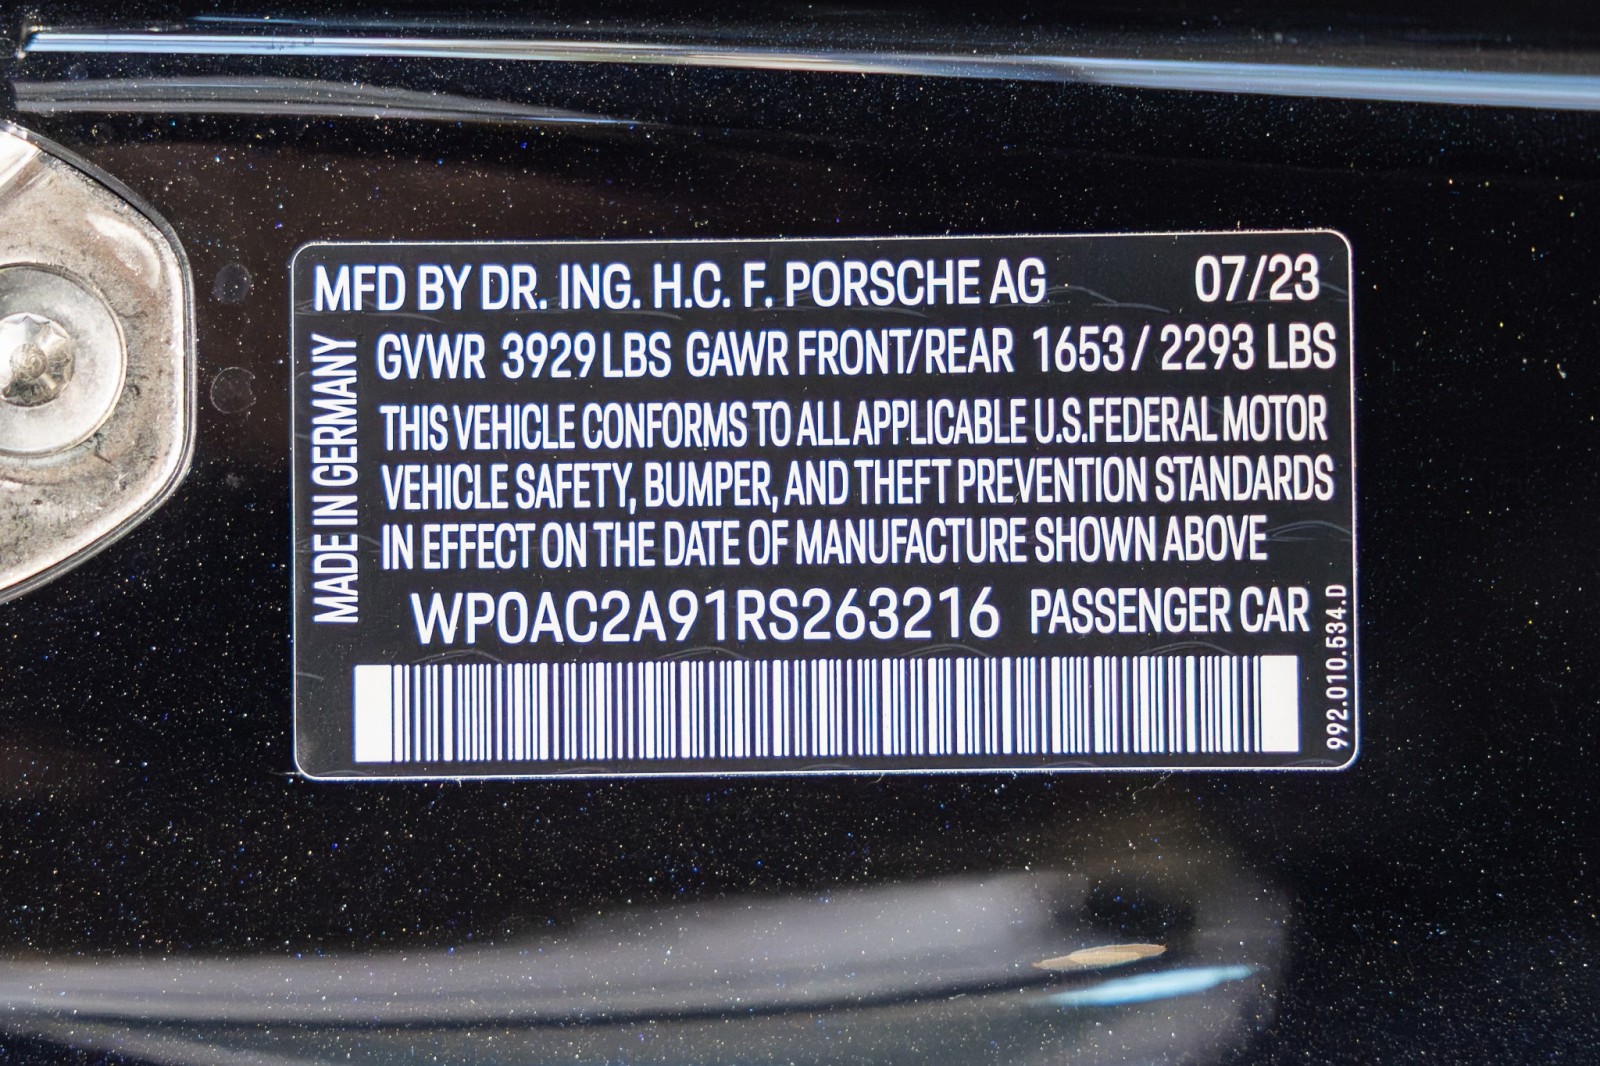 MFD BY DR. ING. H.C. F. PORSCHE AG 07/23
GVWR 3929 LBS GAWR FRONT/REAR 1653 / 2293 LBS
THIS VEHICLE CONFORMS TO ALL APPLICABLE U.S.FEDERAL MOTOR
VEHICLE SAFETY, BUMPER, AND THEFT PREVENTION STANDARDS
IN EFFECT ON THE DATE OF MANUFACTURE SHOWN ABOVE
WP0AC2A91RS263216 PASSENGER CAR
MADE IN GERMANY
992.010.534.D